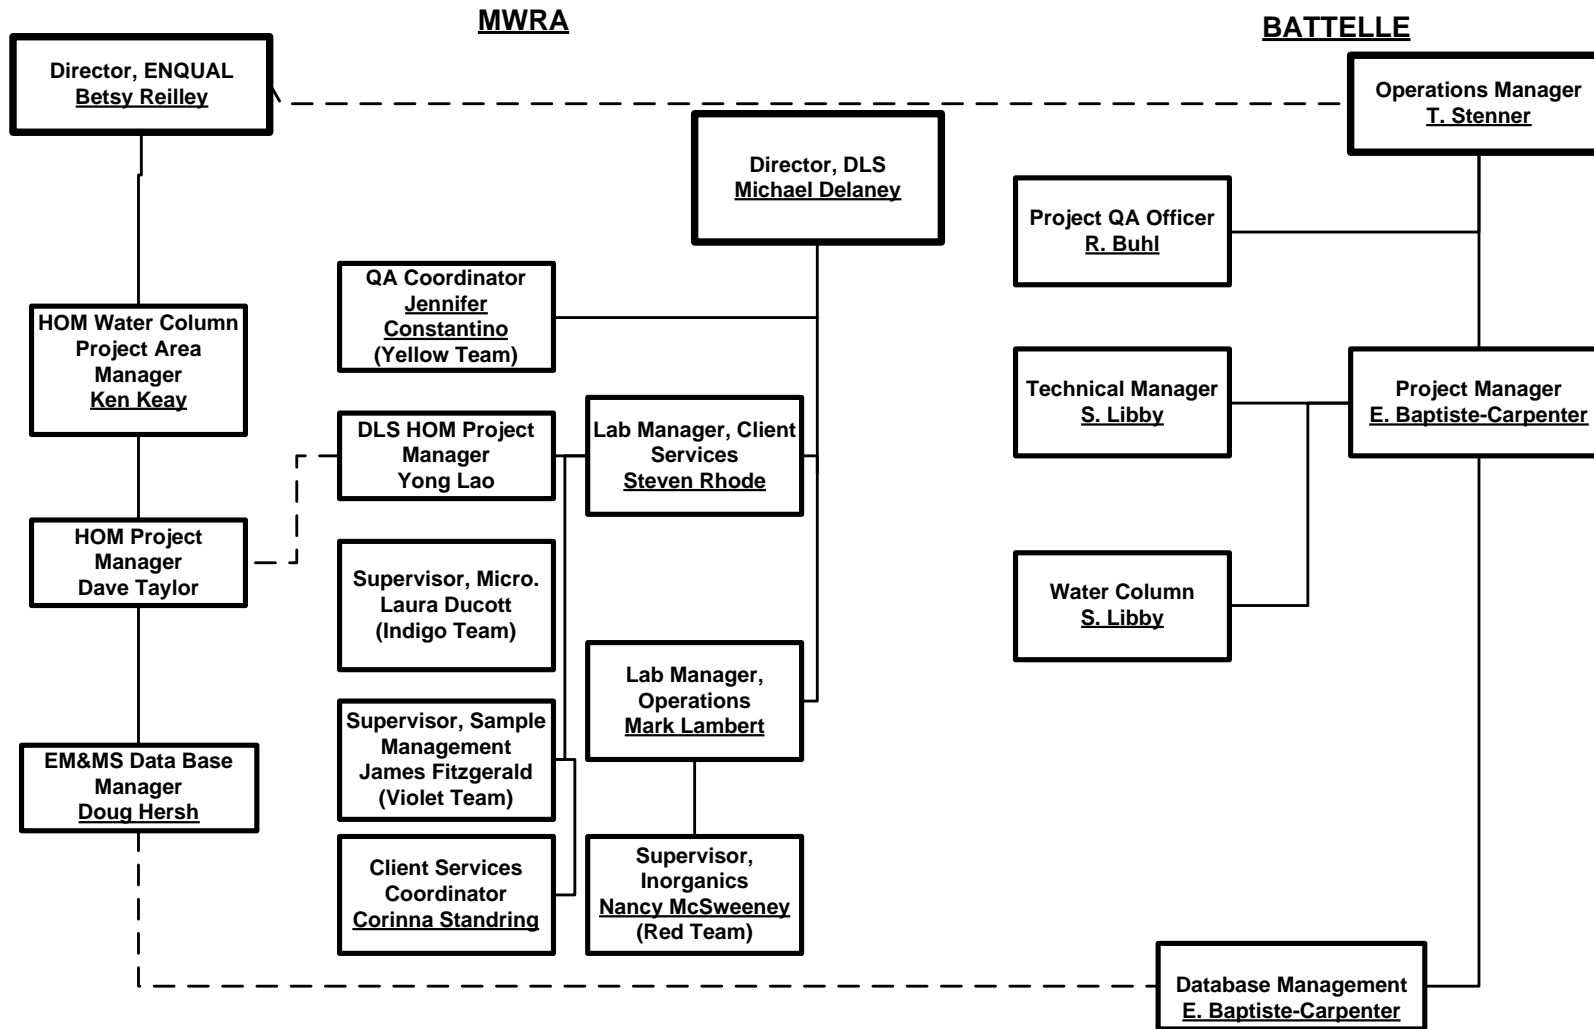 MWRA
BATTELLE
Director, ENQUAL
Betsy Reilley
Operations Manager
T. Stenner
Director, DLS
Michael Delaney
Project QA Officer
R. Buhl
QA Coordinator
Jennifer
Constantino
(Yellow Team)
HOM Water Column
Project Area
Manager
Ken Keay
Technical Manager
S. Libby
Project Manager
E. Baptiste-Carpenter
DLS HOM Project
Manager
Yong Lao
Lab Manager, Client
Services
Steven Rhode
HOM Project
Manager
Dave Taylor
Supervisor, Micro.
Laura Ducott
(Indigo Team)
Water Column
S. Libby
Lab Manager,
Operations
Mark Lambert
Supervisor, Sample
Management
James Fitzgerald
(Violet Team)
EM&MS Data Base
Manager
Doug Hersh
Client Services
Coordinator
Corinna Standring
Supervisor,
Inorganics
Nancy McSweeney
(Red Team)
Database Management
E. Baptiste-Carpenter